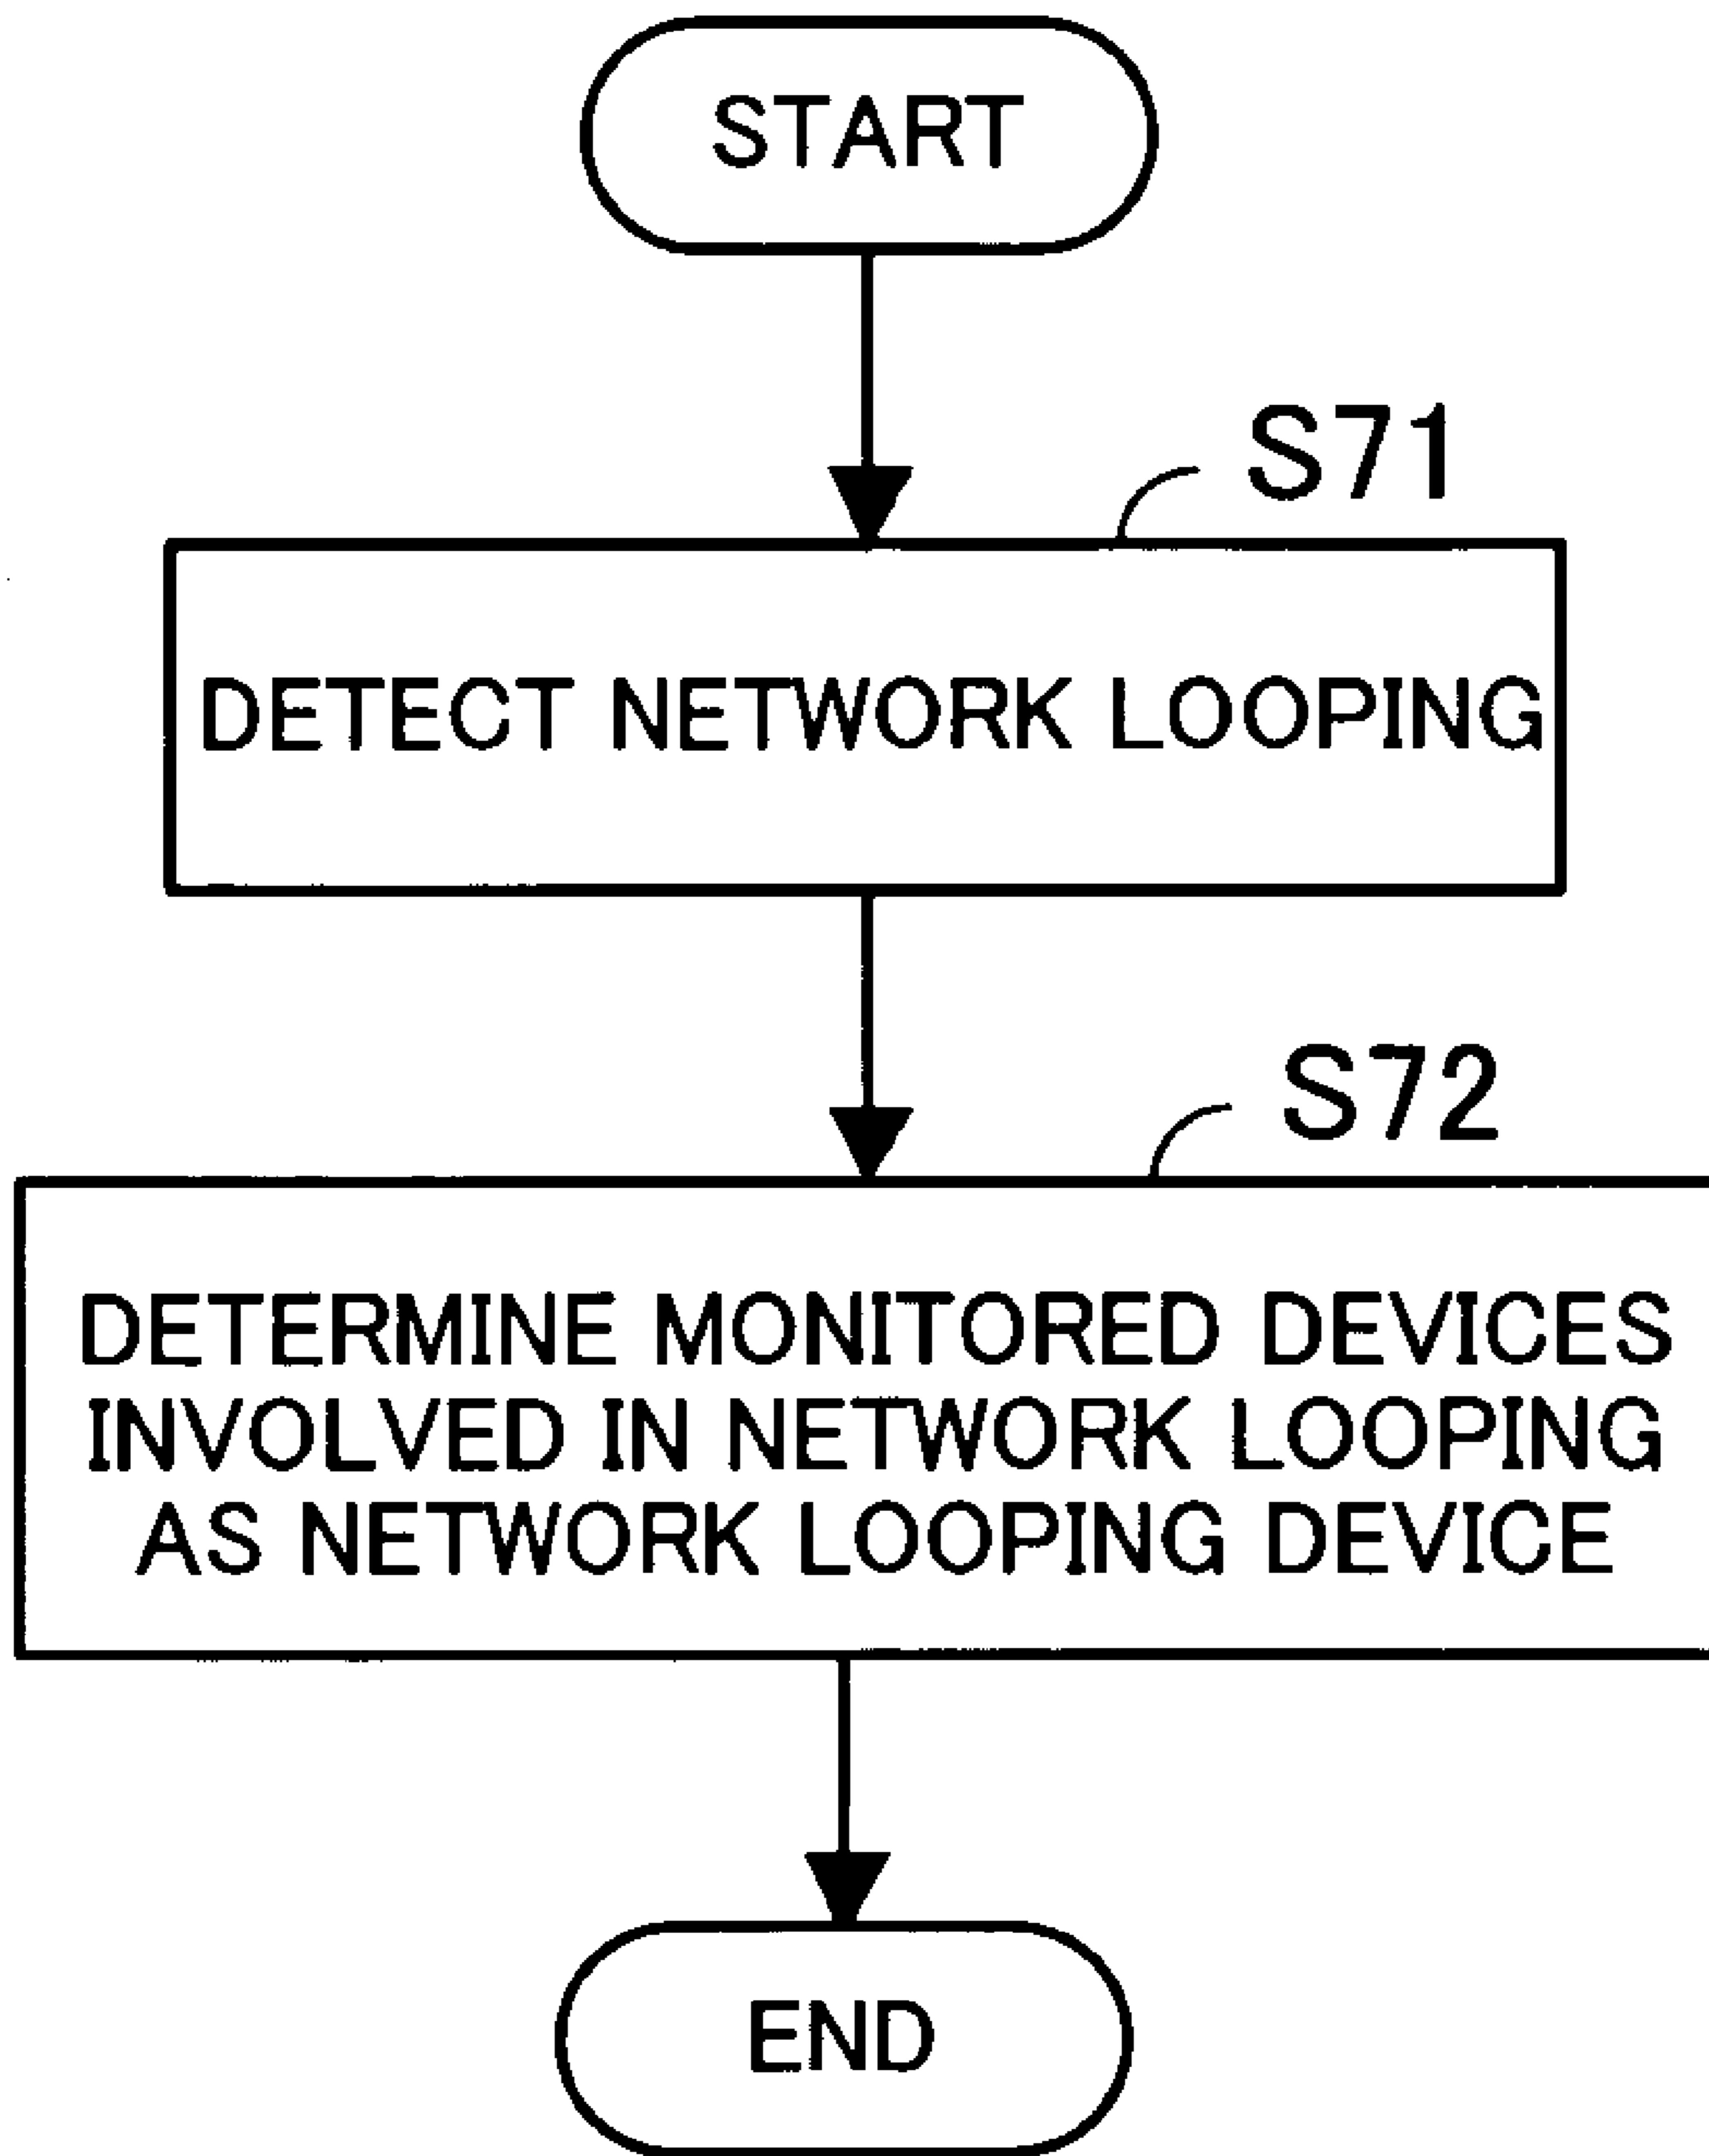 START
S71
DETECT NETWORK LOOPING
S72
DETERMINE MONITORED DEVICES
INVOLVED IN NETWORK LOOPING
AS NETWORK LOOPING DEVICE
END